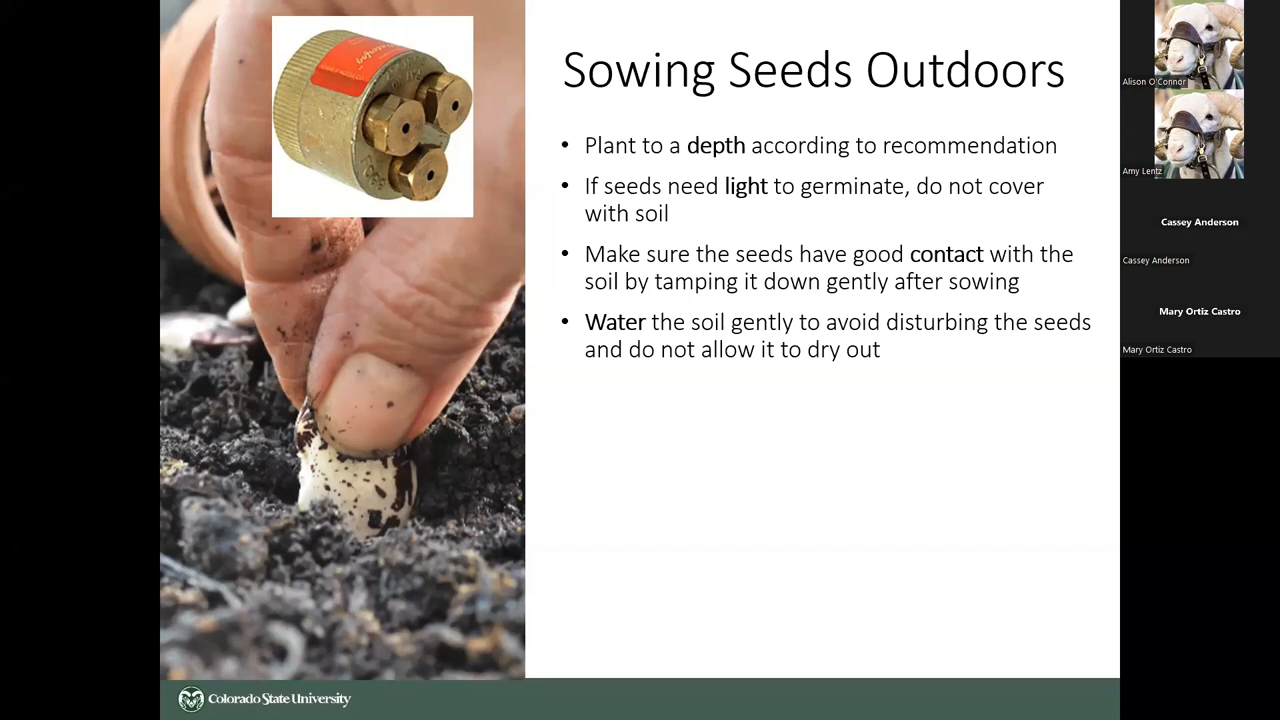 Sowing Seeds Outdoors
• Plant to a depth according to recommendation
• If seeds need light to germinate, do not cover
with soil
• Make sure the seeds have good contact with the
soil by tamping it down gently after sowing
• Water the soil gently to avoid disturbing the seeds
and do not allow it to dry out
Colorado State University
Alison O'Connor
Amy Lentz
Cassey Anderson
Cassey Anderson
Mary Ortiz Castro
Mary Ortiz Castro